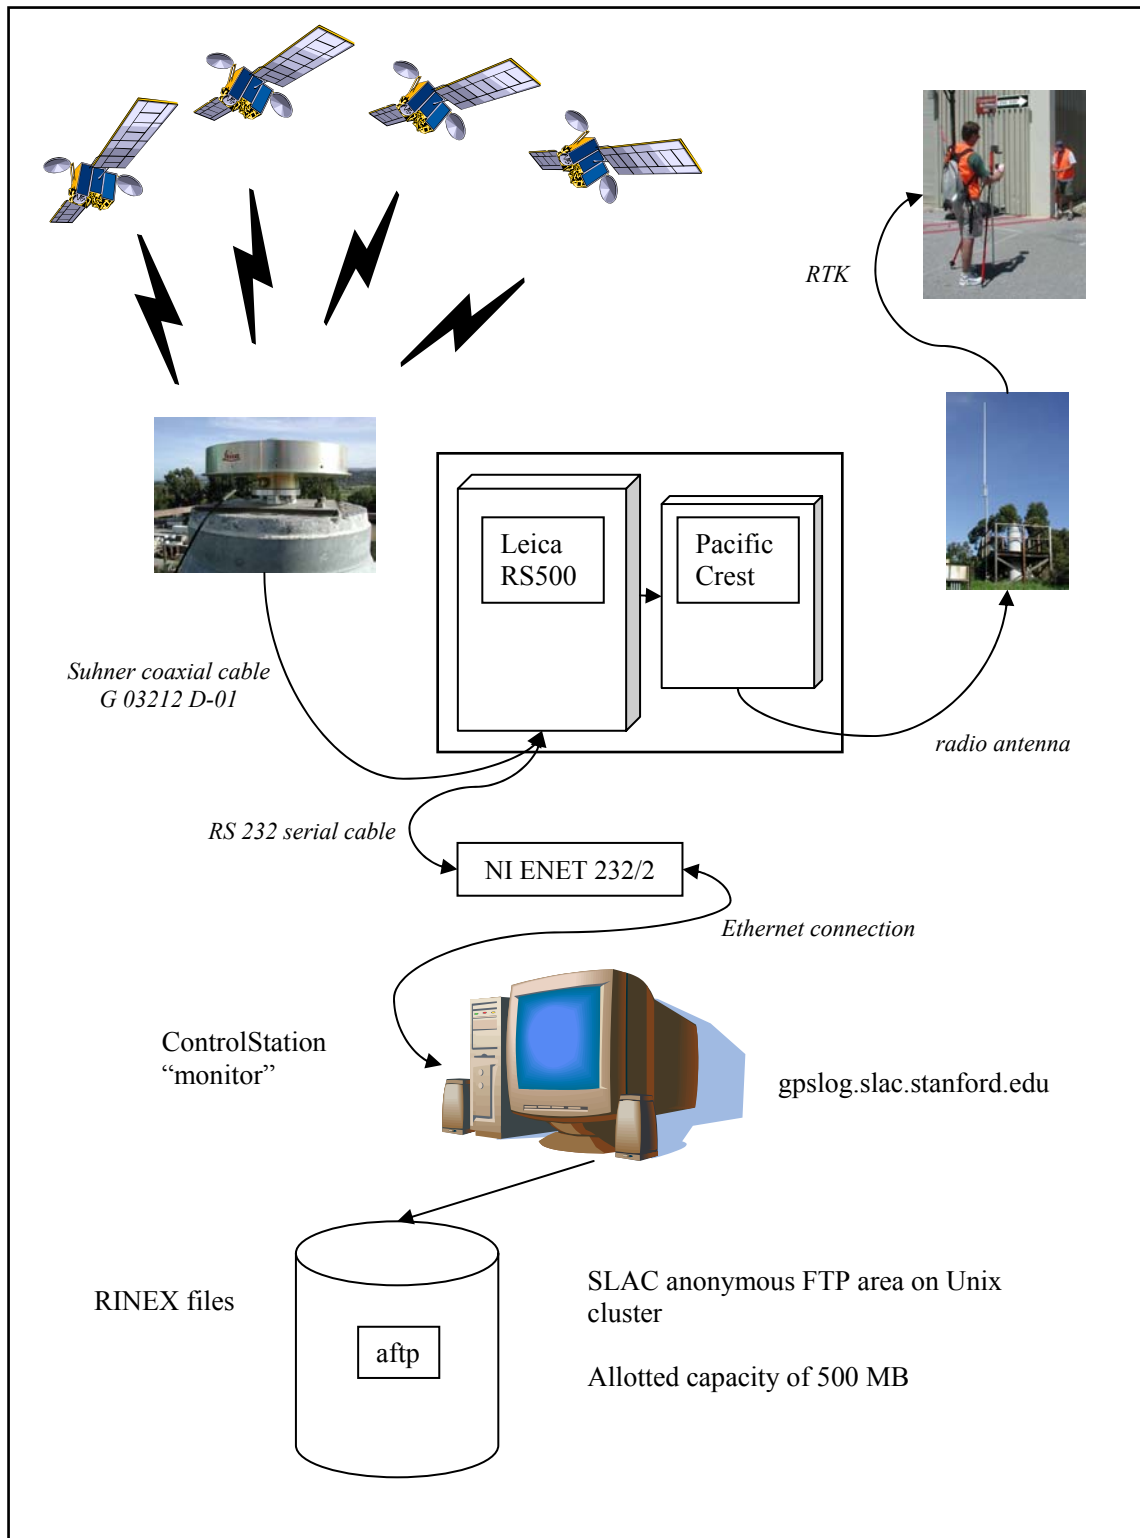 RTK
Leica
Leica
RS500
Pacific
Crest
Suhner coaxial cable
G 03212 D-01
radio antenna
RS 232 serial cable
NI ENET 232/2
Ethernet connection
ControlStation
“monitor”
gpslog.slac.stanford.edu
RINEX files
SLAC anonymous FTP area on Unix
cluster
aftp
Allotted capacity of 500 MB